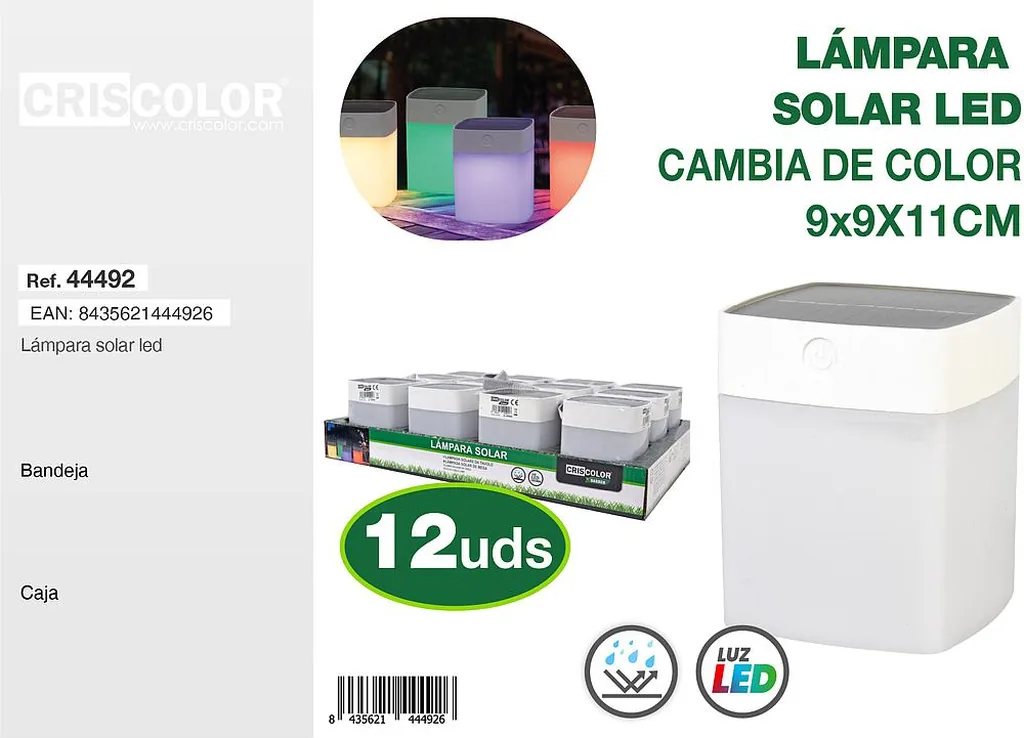 CRISCOLOR®
www.criscolor.com
Ref. 44492
EAN: 8435621444926
Lámpara solar led
Bandeja
Caja
LÁMPARA
SOLAR LED
CAMBIA DE COLOR
9x9X11CM
LÁMPARA SOLAR
CRISCOLOR
GARDEN
12uds
LUZ
LED
8 435621 444926